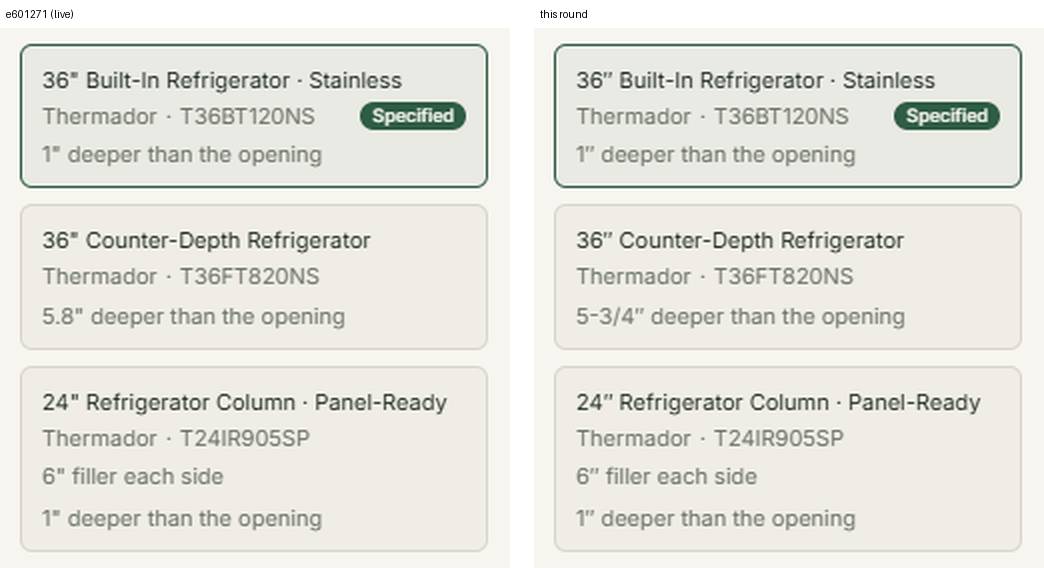 e601271 (live)
36" Built-In Refrigerator · Stainless
Thermador · T36BT120NS
Specified
1" deeper than the opening
36" Counter-Depth Refrigerator
Thermador · T36FT820NS
5.8" deeper than the opening
24" Refrigerator Column · Panel-Ready
Thermador · T24IR905SP
6" filler each side
1" deeper than the opening
this round
36″ Built-In Refrigerator · Stainless
Thermador · T36BT120NS
Specified
1″ deeper than the opening
36″ Counter-Depth Refrigerator
Thermador · T36FT820NS
5-3/4″ deeper than the opening
24″ Refrigerator Column · Panel-Ready
Thermador · T24IR905SP
6″ filler each side
1″ deeper than the opening